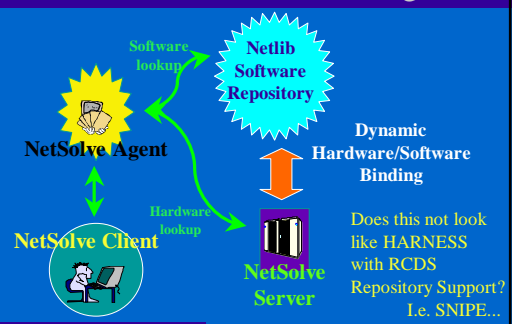 Software
lookup
Netlib
Software
Repository
NetSolve Agent
Dynamic
Hardware/Software
Binding
Hardware
lookup
NetSolve Client
NetSolve
Server
Does this not look
like HARNESS
with RCDS
Repository Support?
I.e. SNIPE...